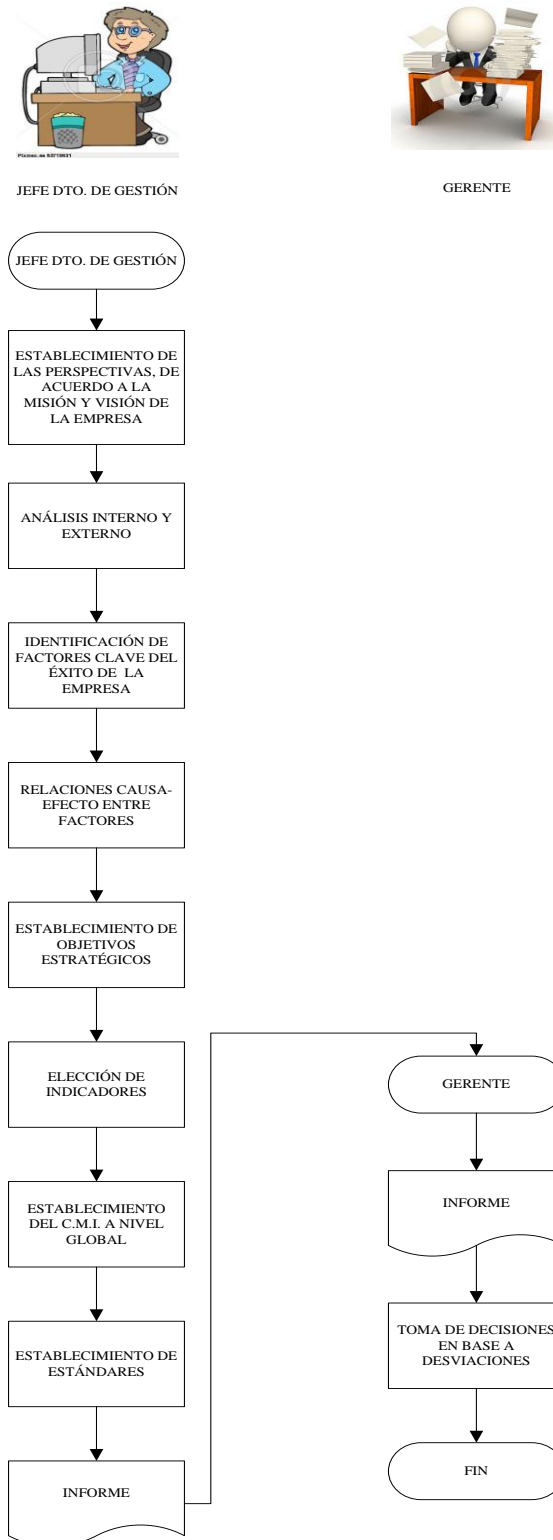 JEFE DTO. DE GESTIÓN
GERENTE
JEFE DTO. DE GESTIÓN
ESTABLECIMIENTO DE
LAS PERSPECTIVAS, DE
ACUERDO A LA
MISIÓN Y VISIÓN DE
LA EMPRESA
ANÁLISIS INTERNO Y
EXTERNO
IDENTIFICACIÓN DE
FACTORES CLAVE DEL
ÉXITO DE LA
EMPRESA
RELACIONES CAUSA-
EFECTO ENTRE
FACTORES
ESTABLECIMIENTO DE
OBJETIVOS
ESTRATÉGICOS
ELECCIÓN DE
INDICADORES
ESTABLECIMIENTO
DEL C.M.I. A NIVEL
GLOBAL
ESTABLECIMIENTO DE
ESTÁNDARES
INFORME
GERENTE
INFORME
TOMA DE DECISIONES
EN BASE A
DESVIACIONES
FIN